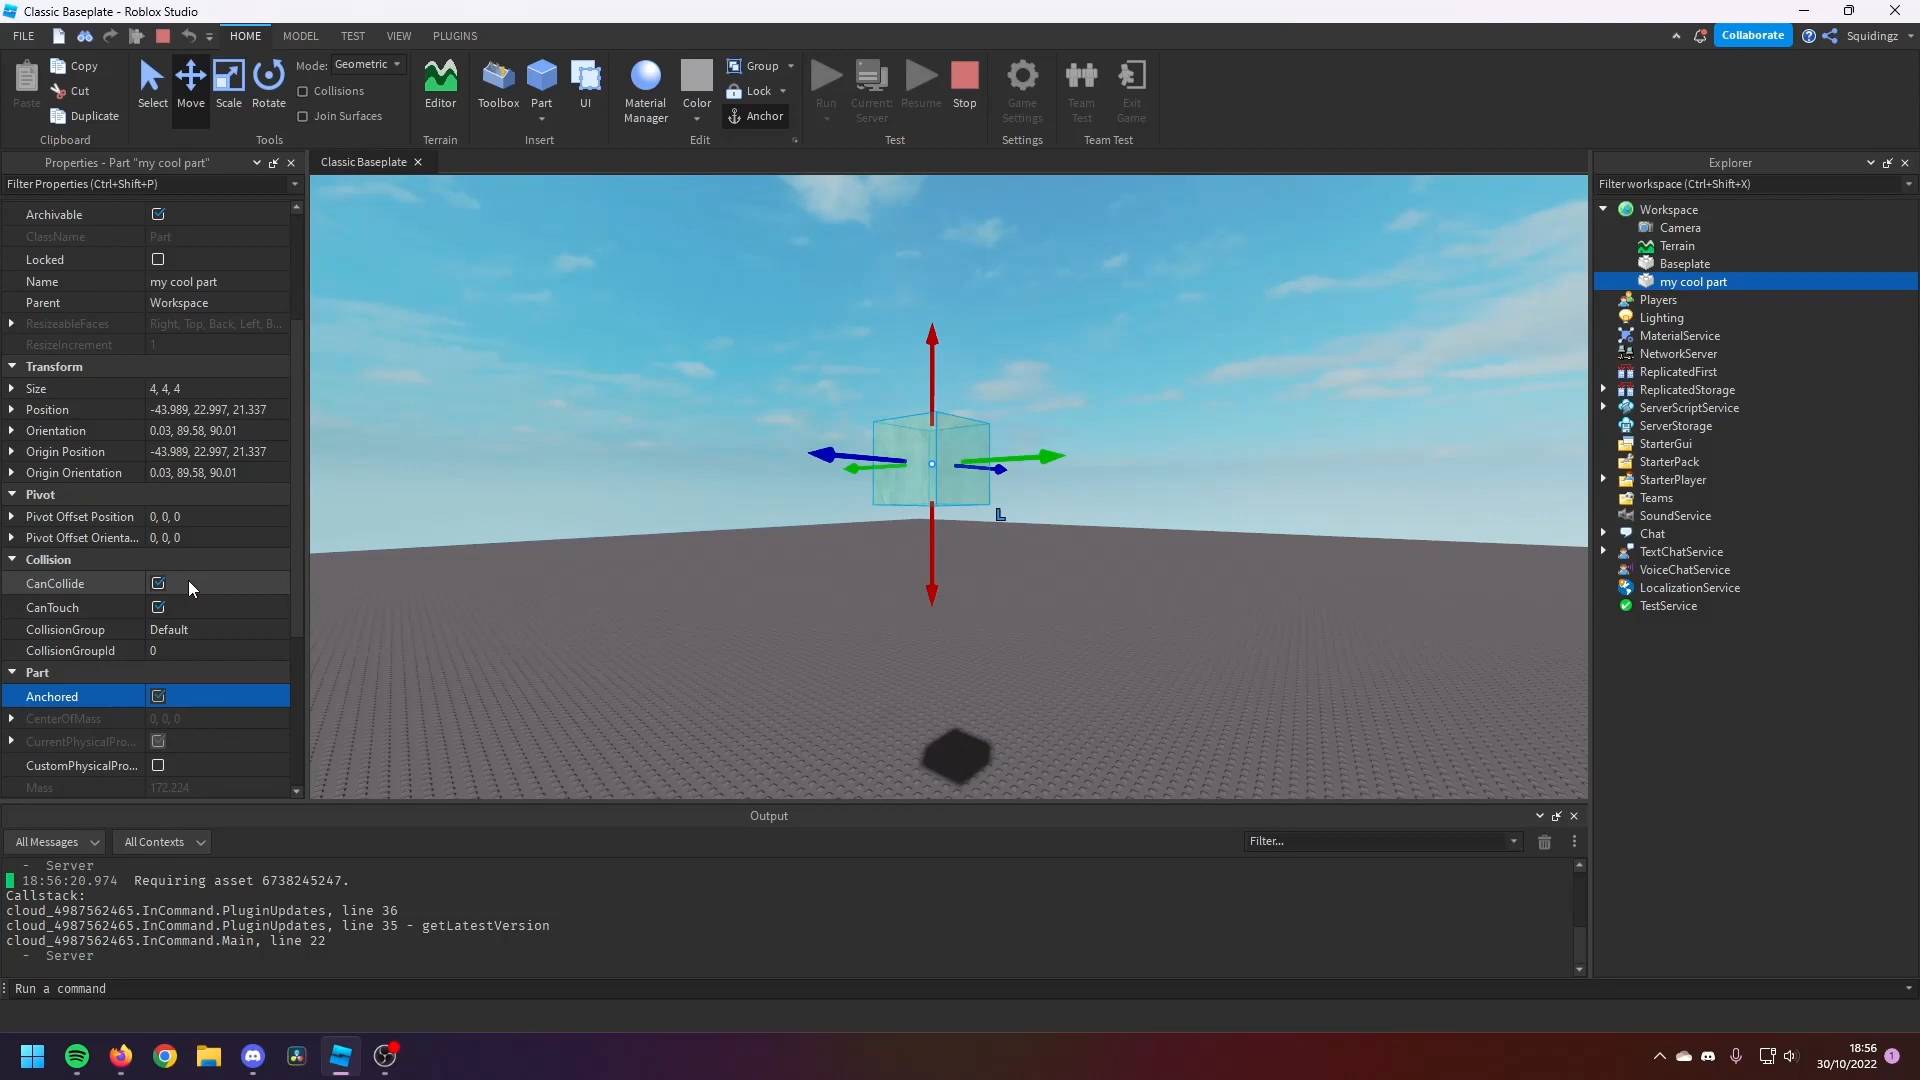 Classic Baseplate - Roblox Studio
FILE
HOME
MODEL
TEST
VIEW
PLUGINS
Collaborate
Squidingz
Paste
Copy
Cut
Duplicate
Clipboard
Select
Move
Scale
Rotate
Mode:
Geometric
Collisions
Join Surfaces
Tools
Editor
Terrain
Toolbox
Part
UI
Insert
Material
Manager
Color
Group
Lock
Anchor
Edit
Run
Current:
Server
Resume
Stop
Test
Game
Settings
Settings
Team
Test
Exit
Game
Team Test
Properties - Part "my cool part"
Filter Properties (Ctrl+Shift+P)
Archivable
ClassName Part
Locked
Name my cool part
Parent Workspace
ResizeableFaces Right, Top, Back, Left, B...
ResizeIncrement 1
Transform
Size 4, 4, 4
Position -43.989, 22.997, 21.337
Orientation 0.03, 89.58, 90.01
Origin Position -43.989, 22.997, 21.337
Origin Orientation 0.03, 89.58, 90.01
Pivot
Pivot Offset Position 0, 0, 0
Pivot Offset Orienta... 0, 0, 0
Collision
CanCollide
CanTouch
CollisionGroup Default
CollisionGroupId 0
Part
Anchored
CenterOfMass 0, 0, 0
CurrentPhysicalPro...
CustomPhysicalPro...
Mass 172.224
Classic Baseplate
L
Explorer
Filter workspace (Ctrl+Shift+X)
Workspace
Camera
Terrain
Baseplate
my cool part
Players
Lighting
MaterialService
NetworkServer
ReplicatedFirst
ReplicatedStorage
ServerScriptService
ServerStorage
StarterGui
StarterPack
StarterPlayer
Teams
SoundService
Chat
TextChatService
VoiceChatService
LocalizationService
TestService
Output
All Messages
All Contexts
Filter...
- Server
18:56:20.974 Requiring asset 6738245247.
Callstack:
cloud_4987562465.InCommand.PluginUpdates, line 36
cloud_4987562465.InCommand.PluginUpdates, line 35 - getLatestVersion
cloud_4987562465.InCommand.Main, line 22
- Server
Run a command
18:56
30/10/2022
1